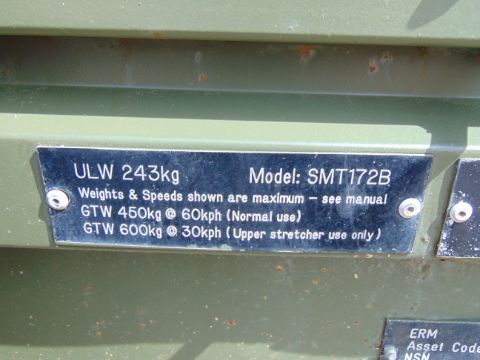 ULW 243kg Model: SMT172B
Weights & Speeds shown are maximum - see manual
GTW 450kg @ 60kph (Normal use)
GTW 600kg @ 30kph (Upper stretcher use only)
ERM
Asset Code
NSN